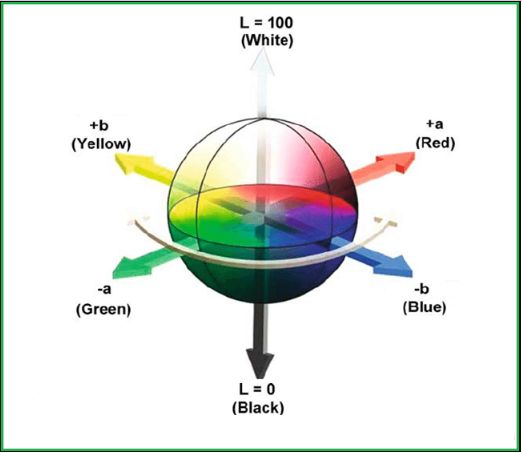 L = 100
(White)
+b
(Yellow)
+a
(Red)
-a
(Green)
-b
(Blue)
L = 0
(Black)